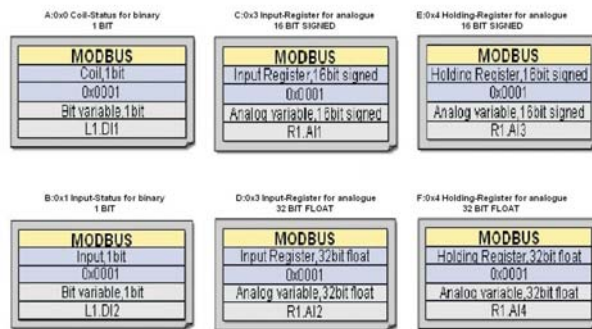 A:0x0 Coil-Status for binary
1 BIT
MODBUS
Coil,1bit
0x0001
Bit variable,1bit
L1.DI1
C:0x3 Input-Register for analogue
16 BIT SIGNED
MODBUS
Input Register,16bit signed
0x0001
Analog variable,16bit signed
R1.AI1
E:0x4 Holding-Register for analogue
16 BIT SIGNED
MODBUS
Holding Register,16bit signed
0x0001
Analog variable,16bit signed
R1.AI3
B:0x1 Input-Status for binary
1 BIT
MODBUS
Input,1bit
0x0001
Bit variable,1bit
L1.DI2
D:0x3 Input-Register for analogue
32 BIT FLOAT
MODBUS
Input Register,32bit float
0x0001
Analog variable,32bit float
R1.AI2
F:0x4 Holding-Register for analogue
32 BIT FLOAT
MODBUS
Holding Register,32bit float
0x0001
Analog variable,32bit float
R1.AI4